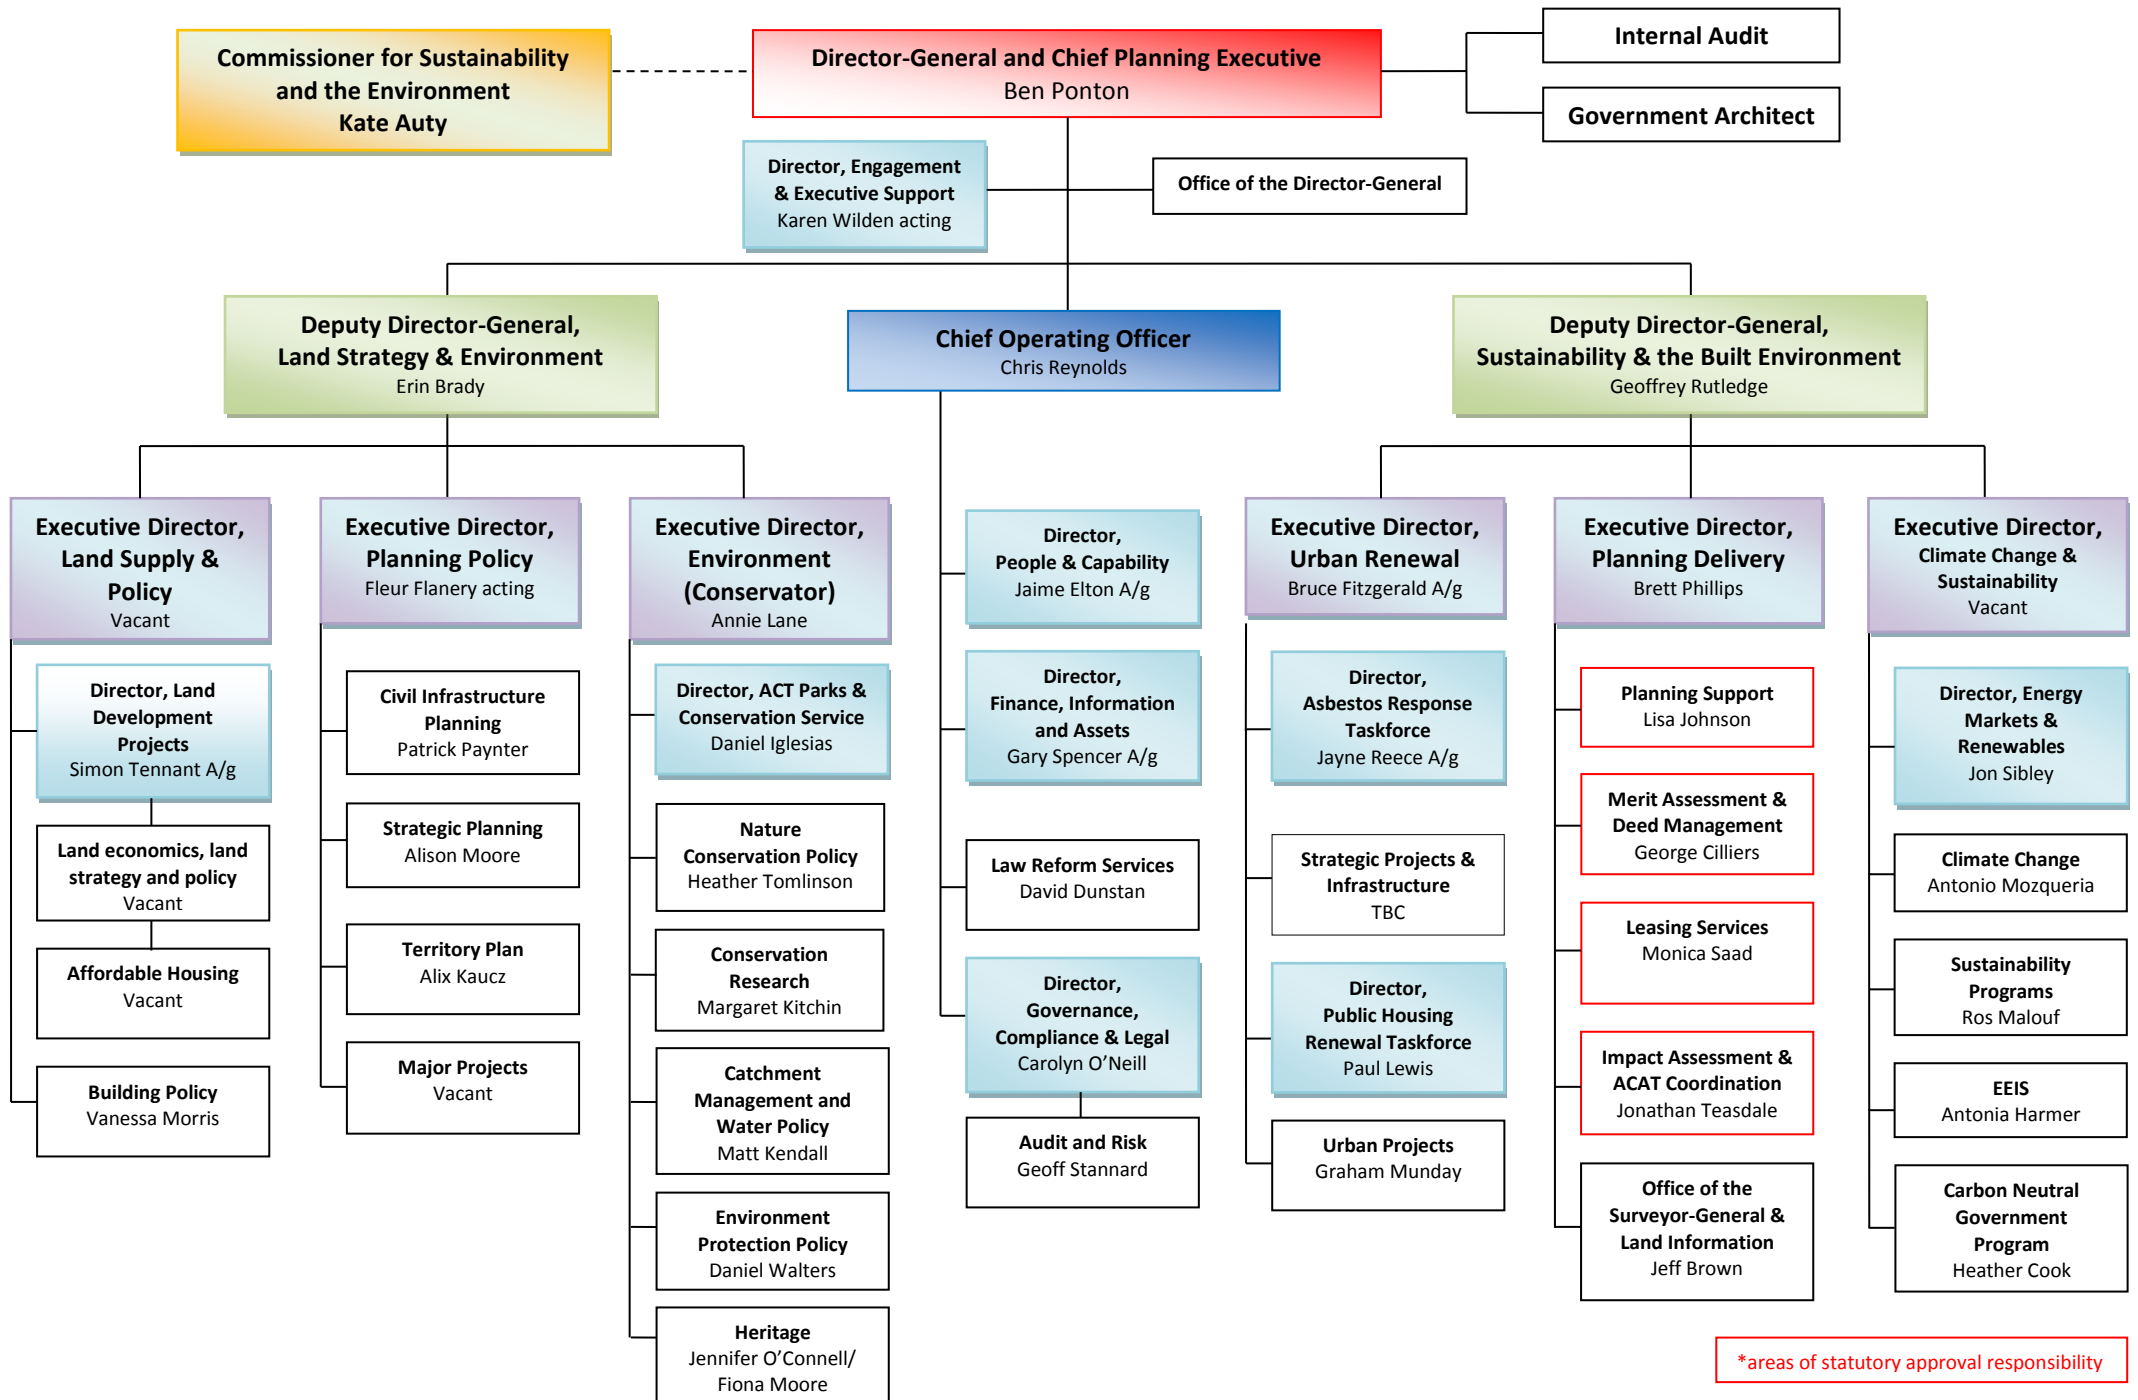 Commissioner for Sustainability
and the Environment
Kate Auty
Director-General and Chief Planning Executive
Ben Ponton
Internal Audit
Government Architect
Director, Engagement
& Executive Support
Karen Wilden acting
Office of the Director-General
Deputy Director-General,
Land Strategy & Environment
Erin Brady
Chief Operating Officer
Chris Reynolds
Deputy Director-General,
Sustainability & the Built Environment
Geoffrey Rutledge
Executive Director,
Land Supply &
Policy
Vacant
Director, Land
Development
Projects
Simon Tennant A/g
Land economics, land
strategy and policy
Vacant
Affordable Housing
Vacant
Building Policy
Vanessa Morris
Executive Director,
Planning Policy
Fleur Flanery acting
Civil Infrastructure
Planning
Patrick Paynter
Strategic Planning
Alison Moore
Territory Plan
Alix Kaucz
Major Projects
Vacant
Executive Director,
Environment
(Conservator)
Annie Lane
Director, ACT Parks &
Conservation Service
Daniel Iglesias
Nature
Conservation Policy
Heather Tomlinson
Conservation
Research
Margaret Kitchin
Catchment
Management and
Water Policy
Matt Kendall
Environment
Protection Policy
Daniel Walters
Heritage
Jennifer O’Connell/
Fiona Moore
Director,
People & Capability
Jaime Elton A/g
Director,
Finance, Information
and Assets
Gary Spencer A/g
Law Reform Services
David Dunstan
Director,
Governance,
Compliance & Legal
Carolyn O’Neill
Audit and Risk
Geoff Stannard
Executive Director,
Urban Renewal
Bruce Fitzgerald A/g
Director,
Asbestos Response
Taskforce
Jayne Reece A/g
Strategic Projects &
Infrastructure
TBC
Director,
Public Housing
Renewal Taskforce
Paul Lewis
Urban Projects
Graham Munday
Executive Director,
Planning Delivery
Brett Phillips
Planning Support
Lisa Johnson
Merit Assessment &
Deed Management
George Cilliers
Leasing Services
Monica Saad
Impact Assessment &
ACAT Coordination
Jonathan Teasdale
Office of the
Surveyor-General &
Land Information
Jeff Brown
Executive Director,
Climate Change &
Sustainability
Vacant
Director, Energy
Markets &
Renewables
Jon Sibley
Climate Change
Antonio Mozqueria
Sustainability
Programs
Ros Malouf
EEIS
Antonia Harmer
Carbon Neutral
Government
Program
Heather Cook
*areas of statutory approval responsibility